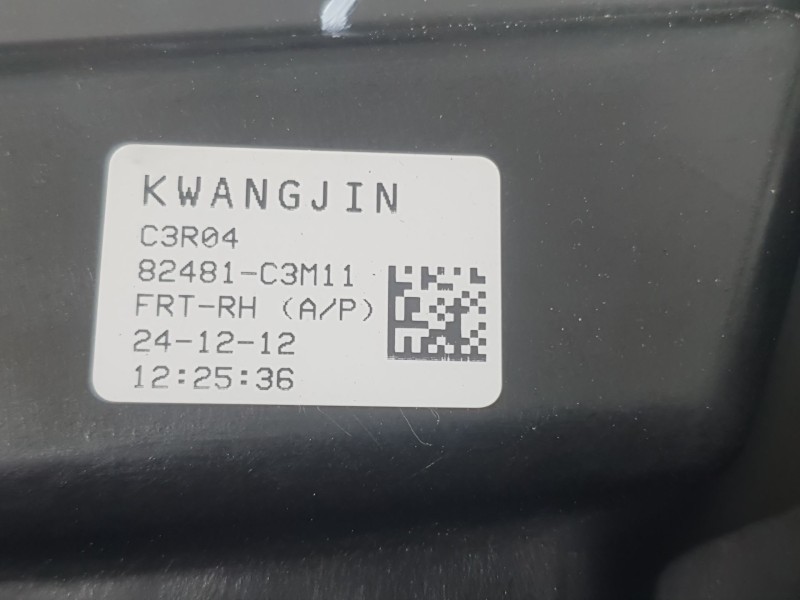 KWANGJIN
C3R04
82481-C3M11
FRT-RH (A/P)
24-12-12
12:25:36